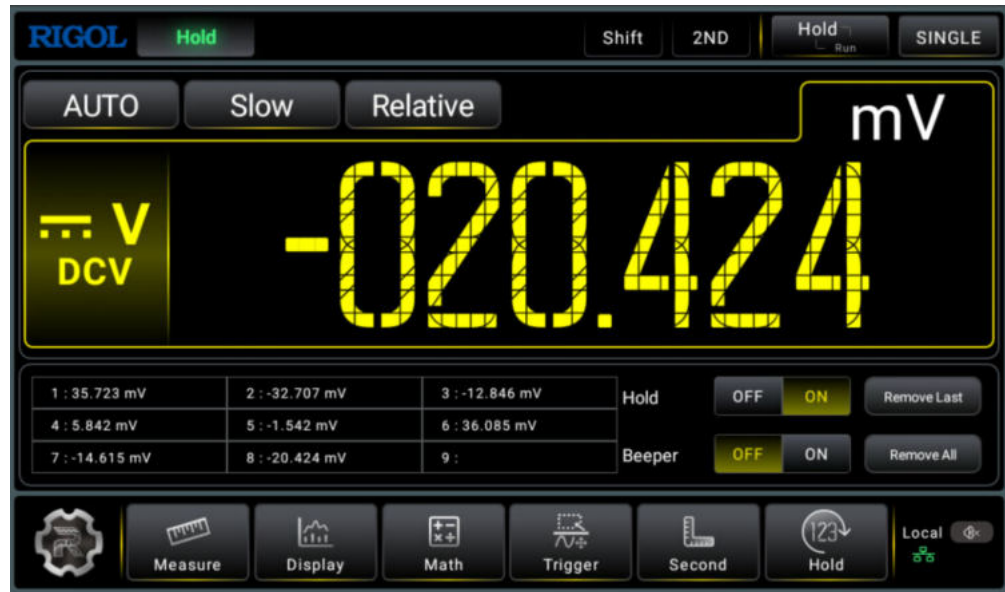 RIGOL Hold Shift 2ND Hold Run SINGLE
AUTO Slow Relative mV
V -020.424
DCV
1 : 35.723 mV 2 : -32.707 mV 3 : -12.846 mV Hold OFF ON Remove Last
4 : 5.842 mV 5 : -1.542 mV 6 : 36.085 mV
7 : -14.615 mV 8 : -20.424 mV 9 : Beeper OFF ON Remove All
R 123 Local
Measure Display Math Trigger Second Hold